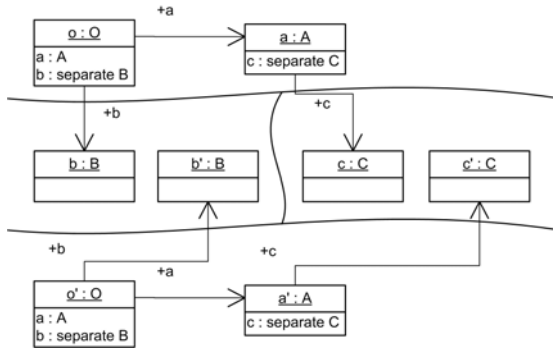 +a
o : O
a : A
b : separate B
a : A
c : separate C
+b
+c
b : B
b' : B
c : C
c' : C
+b
+a
+c
o' : O
a : A
b : separate B
a' : A
c : separate C